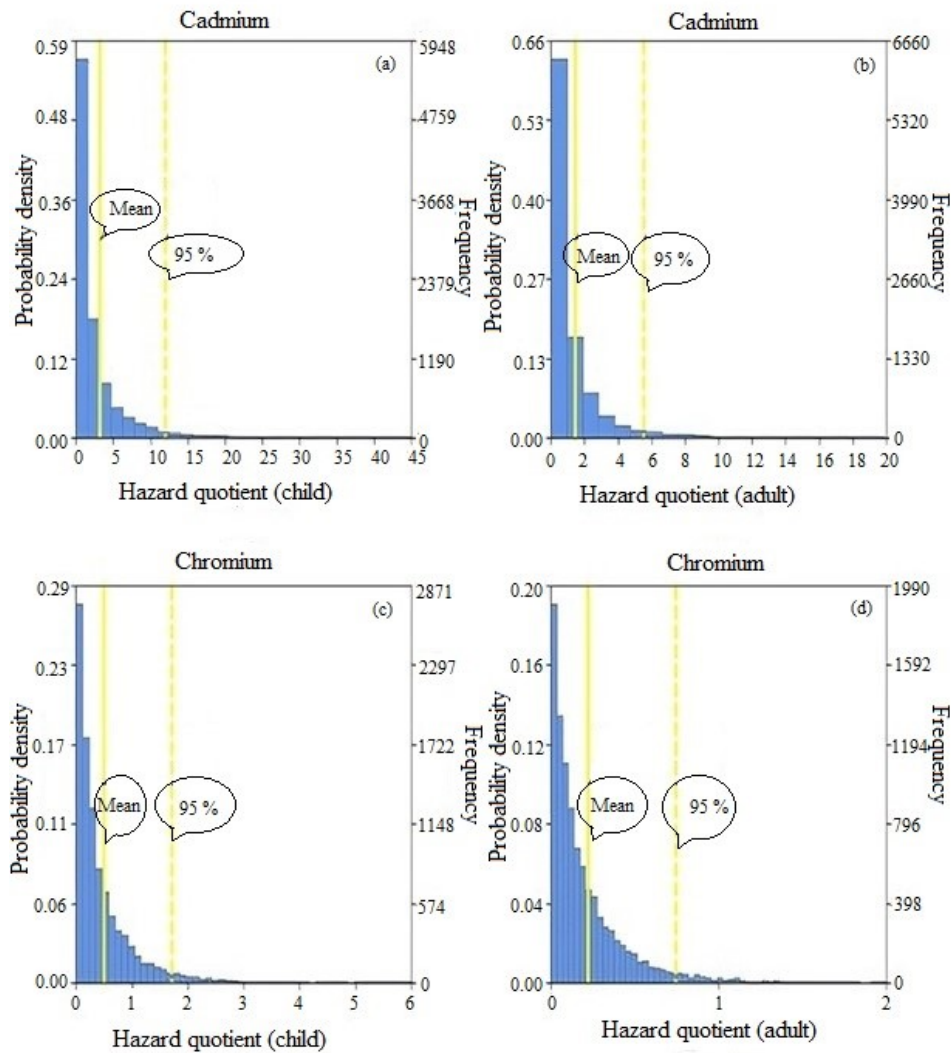 Cadmium
(a)
Probability density
0.59
0.48
0.36
0.24
0.12
0.00
5948
4759
3668
2379
1190
0
Frequency
Mean
95 %
0 5 10 15 20 25 30 35 40 45
Hazard quotient (child)
Cadmium
(b)
Probability density
0.66
0.53
0.40
0.27
0.13
0.00
6660
5320
3990
2660
1330
0
Frequency
Mean
95 %
0 2 4 6 8 10 12 14 16 18 20
Hazard quotient (adult)
Chromium
(c)
Probability density
0.29
0.23
0.17
0.11
0.06
0.00
2871
2297
1722
1148
574
0
Frequency
Mean
95 %
0 1 2 3 4 5 6
Hazard quotient (child)
Chromium
(d)
Probability density
0.20
0.16
0.12
0.08
0.04
0.00
1990
1592
1194
796
398
0
Frequency
Mean
95 %
0 1 2
Hazard quotient (adult)